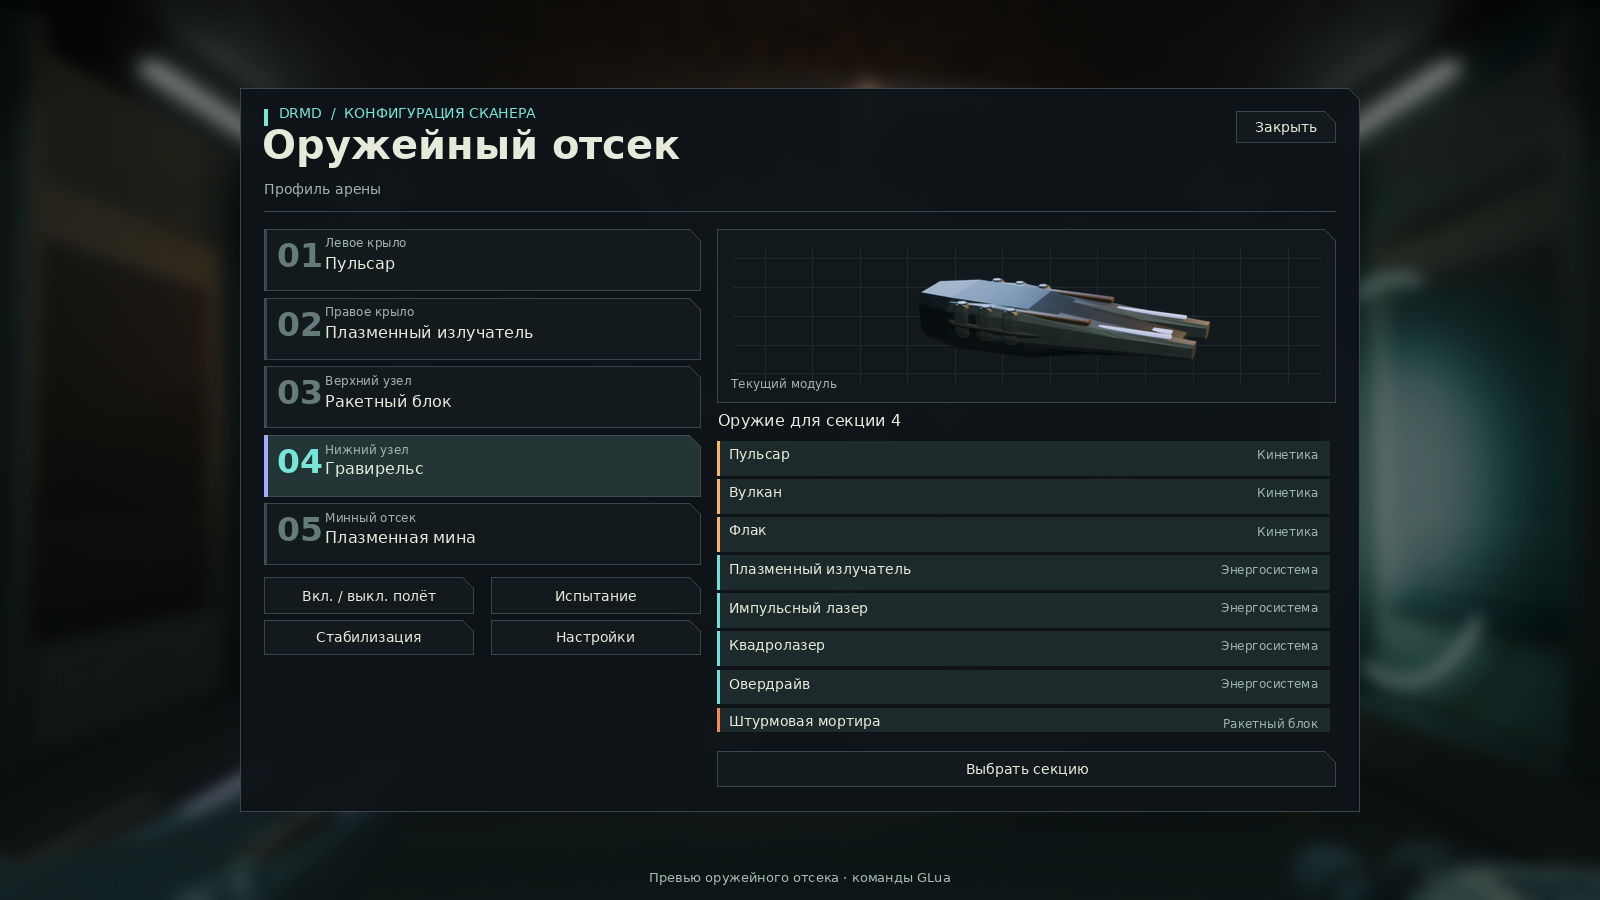 DRMD / КОНФИГУРАЦИЯ СКАНЕРА
Оружейный отсек
Закрыть
Профиль арены
01
Левое крыло
Пульсар
02
Правое крыло
Плазменный излучатель
03
Верхний узел
Ракетный блок
04
Нижний узел
Гравирельс
05
Минный отсек
Плазменная мина
Вкл. / выкл. полёт
Испытание
Стабилизация
Настройки
Текущий модуль
Оружие для секции 4
Пульсар Кинетика
Вулкан Кинетика
Флак Кинетика
Плазменный излучатель Энергосистема
Импульсный лазер Энергосистема
Квадролазер Энергосистема
Овердрайв Энергосистема
Штурмовая мортира Ракетный блок
Выбрать секцию
Превью оружейного отсека · команды GLua